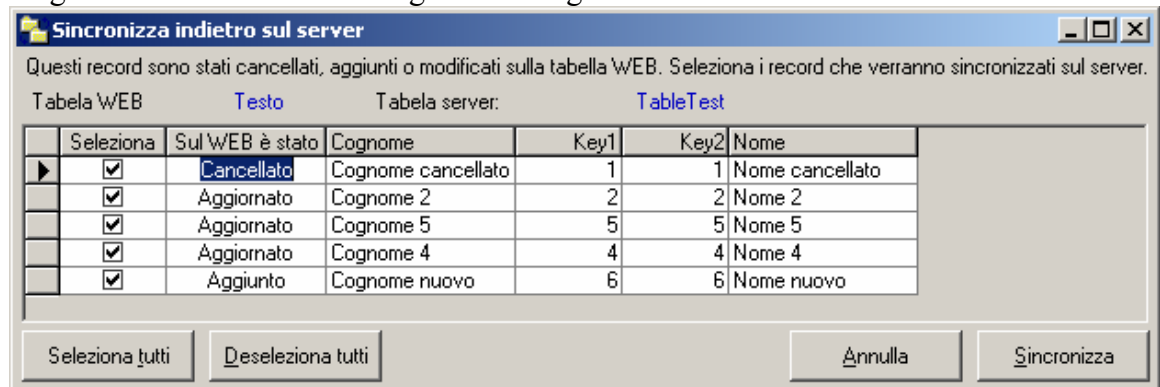 Sincronizza indietro sul server
Questi record sono stati cancellati, aggiunti o modificati sulla tabella WEB. Seleziona i record che verranno sincronizzati sul server.
Tabela WEB Testo Tabela server: TableTest
Seleziona Sul WEB è stato Cognome Key1 Key2 Nome
Cancellato Cognome cancellato 1 1 Nome cancellato
Aggiornato Cognome 2 2 2 Nome 2
Aggiornato Cognome 5 5 5 Nome 5
Aggiornato Cognome 4 4 4 Nome 4
Aggiunto Cognome nuovo 6 6 Nome nuovo
Seleziona tutti Deseleziona tutti Annulla Sincronizza